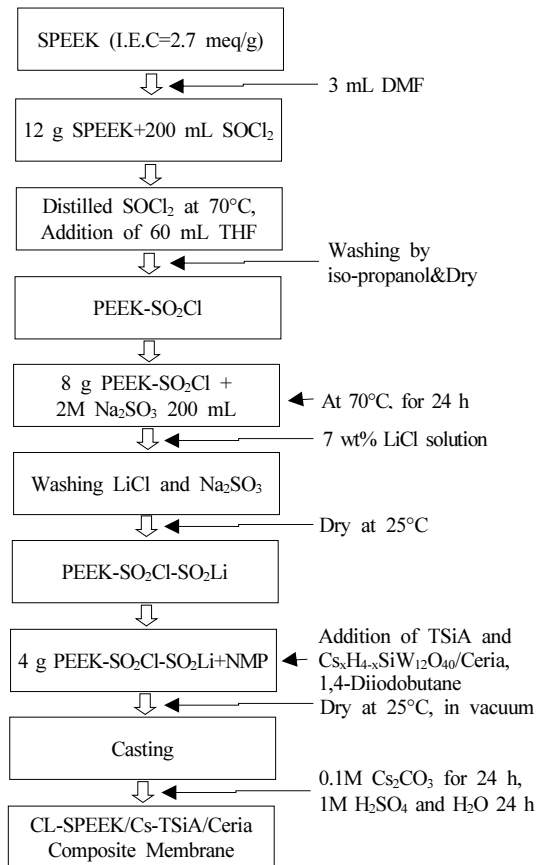 SPEEK (I.E.C=2.7 meq/g)
3 mL DMF
12 g SPEEK+200 mL SOCl₂
Distilled SOCl₂ at 70°C,
Addition of 60 mL THF
Washing by
iso-propanol&Dry
PEEK-SO₂Cl
8 g PEEK-SO₂Cl +
2M Na₂SO₃ 200 mL
At 70°C, for 24 h
7 wt% LiCl solution
Washing LiCl and Na₂SO₃
Dry at 25°C
PEEK-SO₂Cl-SO₂Li
4 g PEEK-SO₂Cl-SO₂Li+NMP
Addition of TSiA and
CsₓH₄₋ₓSiW₁₂O₄₀/Ceria,
1,4-Diiodobutane
Dry at 25°C, in vacuum
Casting
0.1M Cs₂CO₃ for 24 h,
1M H₂SO₄ and H₂O 24 h
CL-SPEEK/Cs-TSiA/Ceria
Composite Membrane